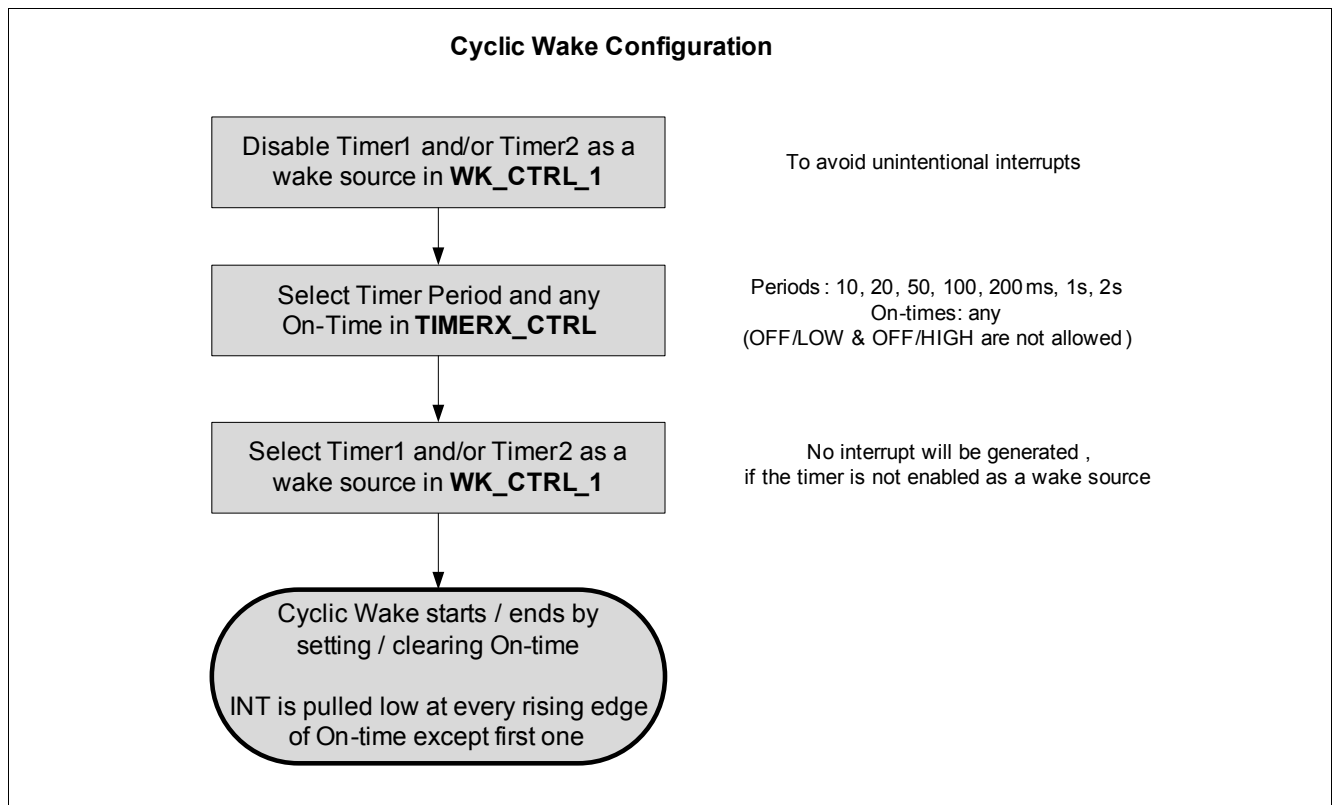 Cyclic Wake Configuration
Disable Timer1 and/or Timer2 as a
wake source in WK_CTRL_1
To avoid unintentional interrupts
Select Timer Period and any
On-Time in TIMERX_CTRL
Periods : 10, 20, 50, 100, 200ms, 1s, 2s
On-times: any
(OFF/LOW & OFF/HIGH are not allowed )
Select Timer1 and/or Timer2 as a
wake source in WK_CTRL_1
No interrupt will be generated ,
if the timer is not enabled as a wake source
Cyclic Wake starts / ends by
setting / clearing On-time
INT is pulled low at every rising edge
of On-time except first one